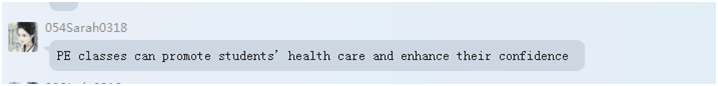 054Sarah0318
PE classes can promote students' health care and enhance their confidence